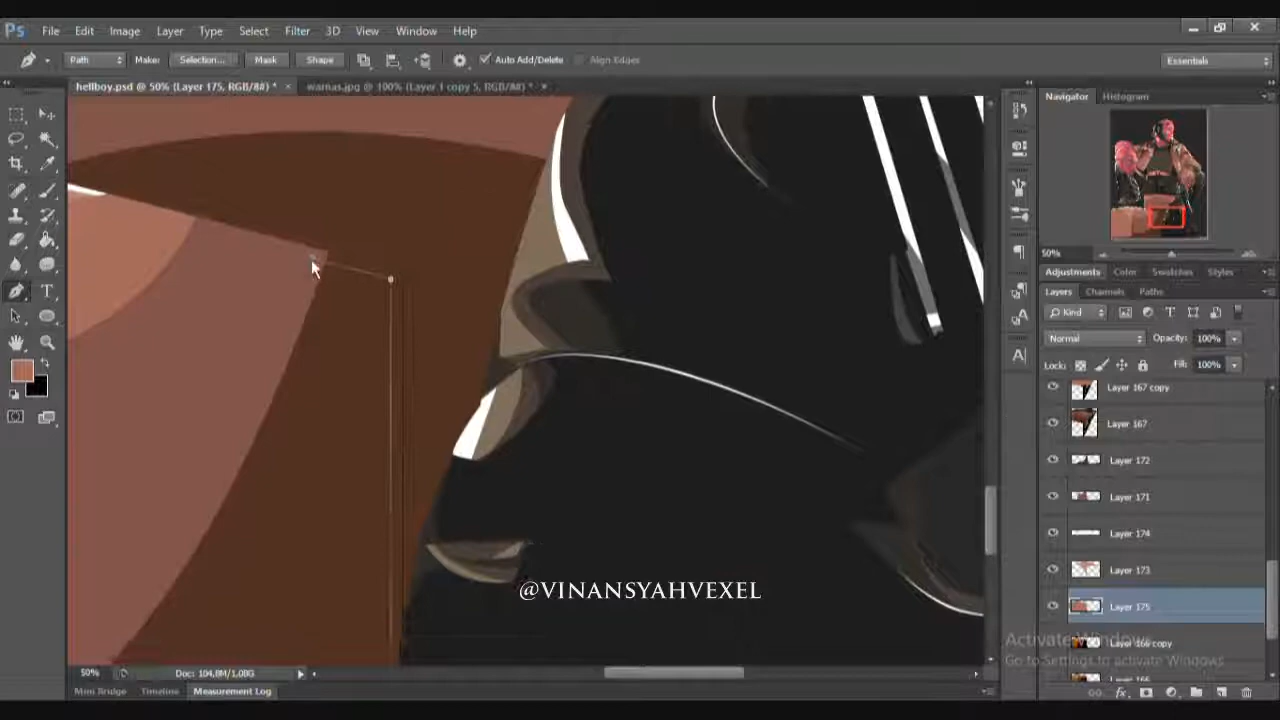 Ps File Edit Image Layer Type Select Filter 3D View Window Help
Path Make: Selection... Mask Shape Auto Add/Delete Align Edges Essentials
hellboy.psd @ 50% (Layer 175, RGB/8#) * × warnas.jpg @ 100% (Layer 1 copy 5, RGB/8#) * ×
Navigator Histogram
50%
Adjustments Color Swatches Styles
Layers Channels Paths
Kind
Normal Opacity: 100%
Lock: Fill: 100%
Layer 167 copy
Layer 167
Layer 172
Layer 171
Layer 174
Layer 173
Layer 175
Layer 166 copy
@VINANSYAHVEXEL
Activate Windows
Go to Settings to activate Windows.
50% Doc: 104,8M/1,08G
Mini Bridge Timeline Measurement Log